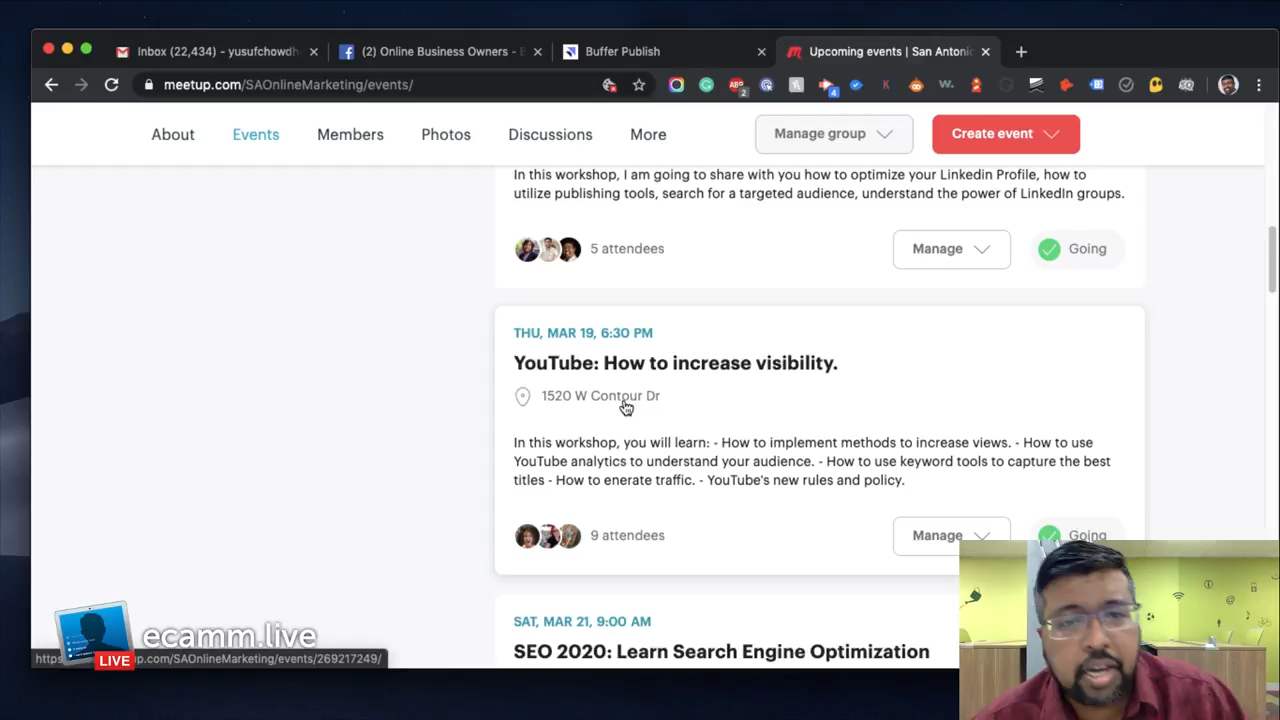 Inbox (22,434) - yusufchowdh
(2) Online Business Owners - E
Buffer Publish
Upcoming events | San Antoni
meetup.com/SAOnlineMarketing/events/
2
4
K
w.
About
Events
Members
Photos
Discussions
More
Manage group
Create event
In this workshop, I am going to share with you how to optimize your Linkedin Profile, how to
utilize publishing tools, search for a targeted audience, understand the power of LinkedIn groups.
5 attendees
Manage
Going
THU, MAR 19, 6:30 PM
YouTube: How to increase visibility.
1520 W Contour Dr
In this workshop, you will learn: - How to implement methods to increase views. - How to use
YouTube analytics to understand your audience. - How to use keyword tools to capture the best
titles - How to enerate traffic. - YouTube's new rules and policy.
9 attendees
Manage
Going
SAT, MAR 21, 9:00 AM
SEO 2020: Learn Search Engine Optimization
ecamm.live
LIVE
https
p.com/SAOnlineMarketing/events/269217249/